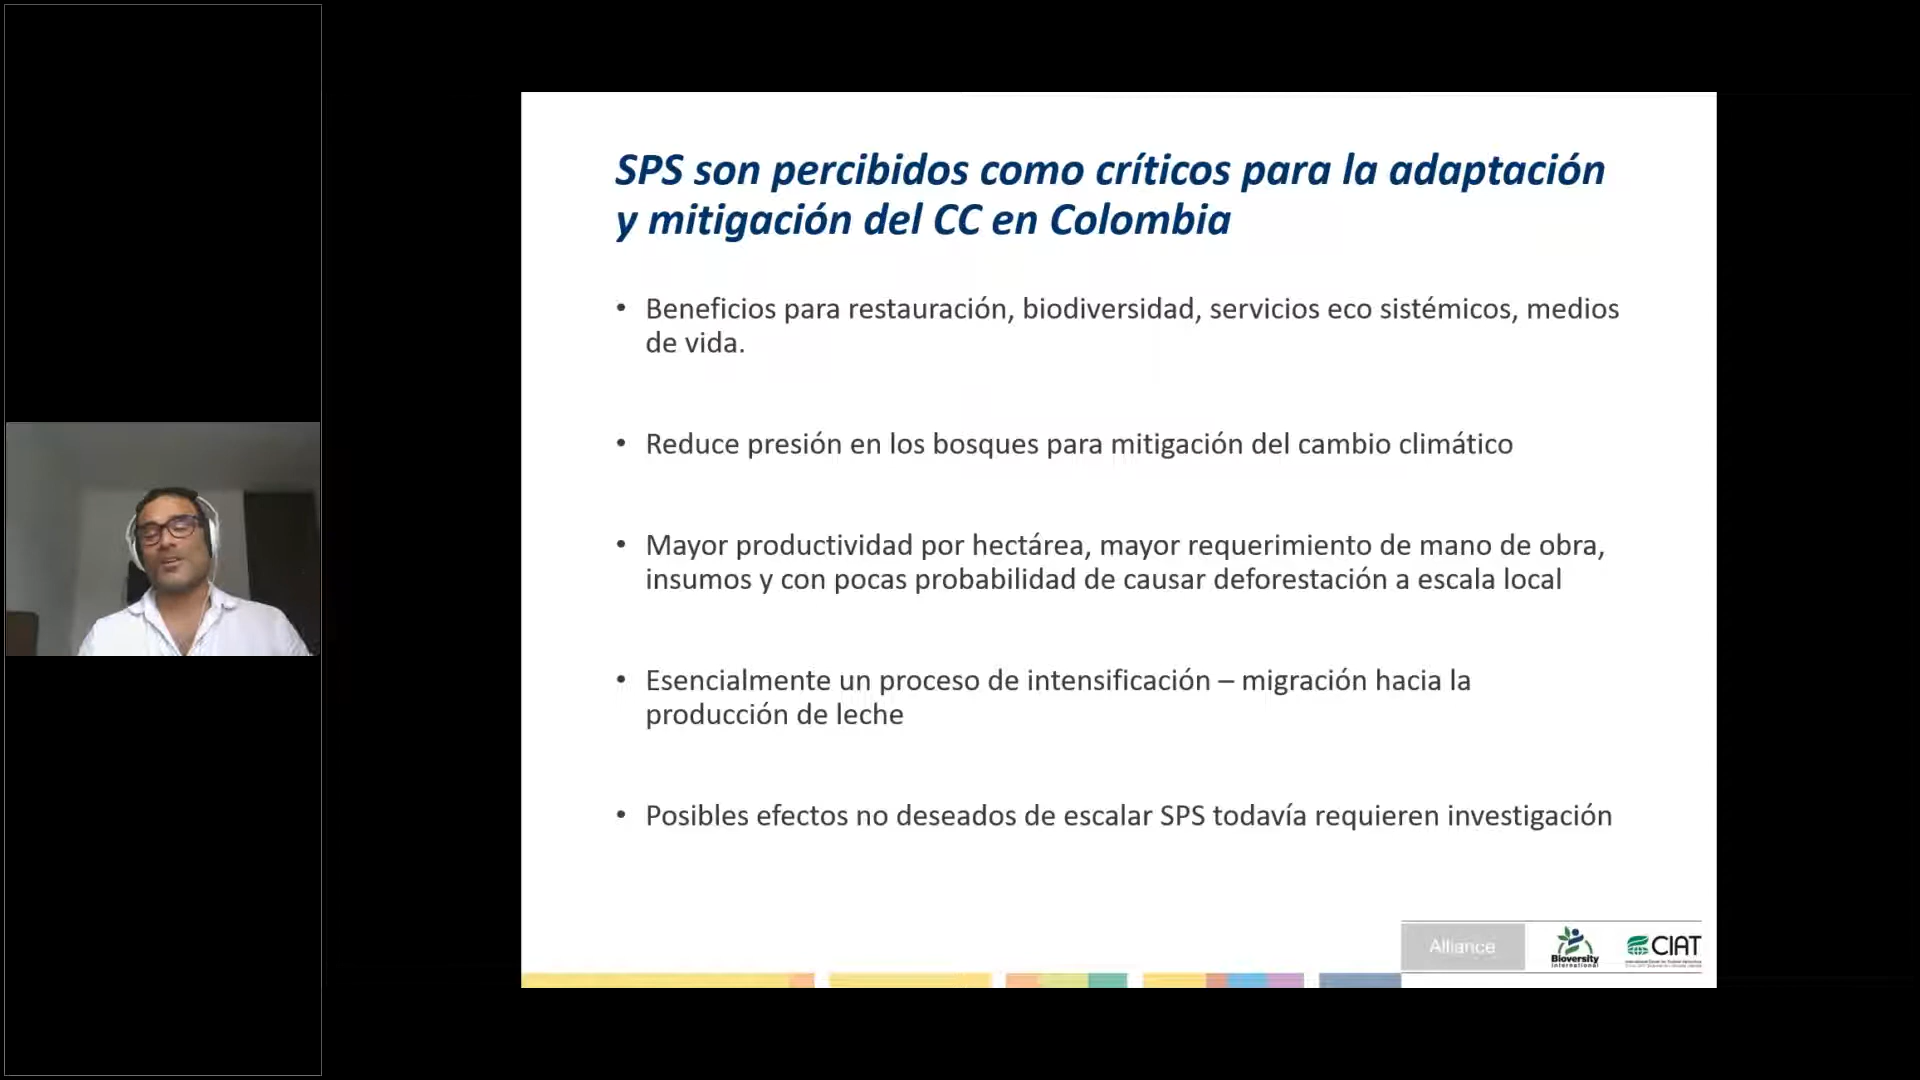 SPS son percibidos como críticos para la adaptación
y mitigación del CC en Colombia
• Beneficios para restauración, biodiversidad, servicios eco sistémicos, medios
de vida.
• Reduce presión en los bosques para mitigación del cambio climático
• Mayor productividad por hectárea, mayor requerimiento de mano de obra,
insumos y con pocas probabilidad de causar deforestación a escala local
• Esencialmente un proceso de intensificación – migración hacia la
producción de leche
• Posibles efectos no deseados de escalar SPS todavía requieren investigación
Alliance
Bioversity
International
CIAT